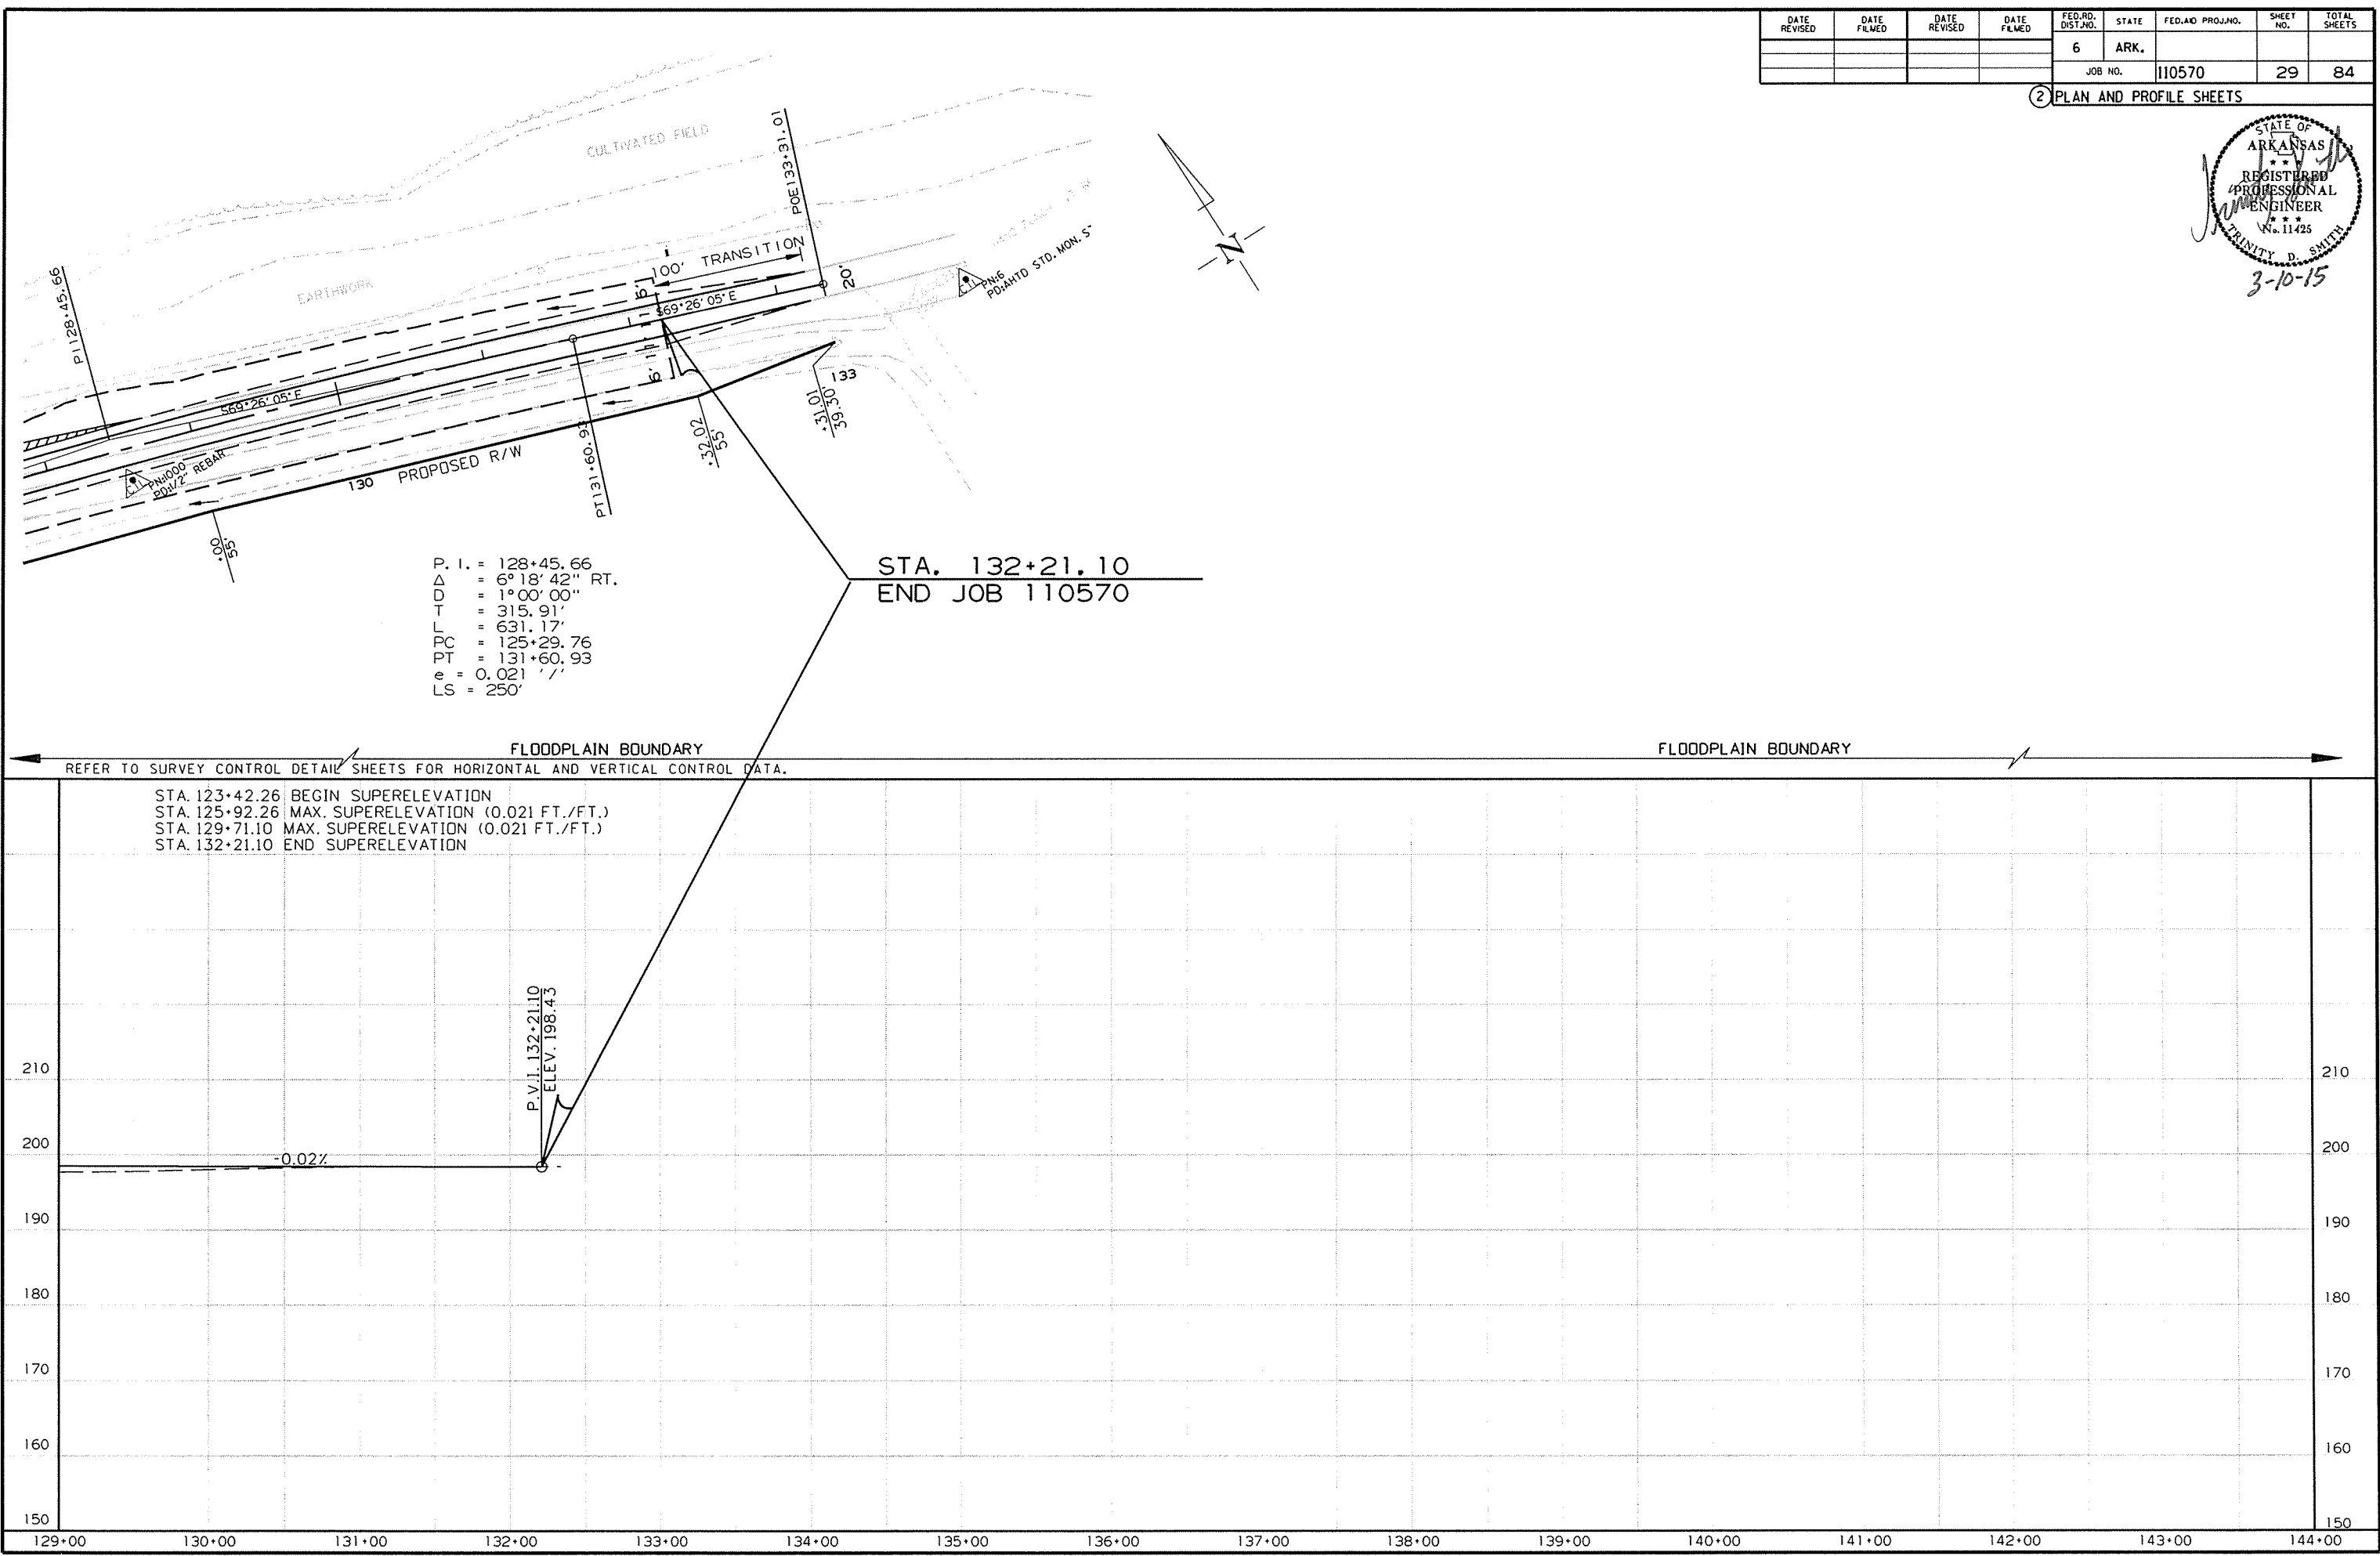 DATE REVISED
DATE FILMED
DATE REVISED
DATE FILMED
FED.RD. DIST.NO.
STATE
FED.AID PROJ.NO.
SHEET NO.
TOTAL SHEETS
6
ARK.
JOB NO.
110570
29
84
2 PLAN AND PROFILE SHEETS
STATE OF
ARKANSAS
REGISTERED
PROFESSIONAL
ENGINEER
No. 11425
TRINITY D. SMITH
3-10-15
CULTIVATED FIELD
EARTHWORK
PI 128+45.66
POE 133+31.01
100' TRANSITION
20'
6'
11'
6'
S69°26'05"E
S69°26'05"E
N
CTL
PN:6
PD:AHTD STD. MON. S
CTL
PN:1000
PD:1/2" REBAR
130
PROPOSED R/W
PT 131+60.93
133
+31.01
39.30'
+32.02
55'
+00
55'
P. I. = 128+45.66
Δ = 6°18'42" RT.
D = 1°00'00"
T = 315.91'
L = 631.17'
PC = 125+29.76
PT = 131+60.93
e = 0.021 '/'
LS = 250'
STA. 132+21.10
END JOB 110570
FLOODPLAIN BOUNDARY
FLOODPLAIN BOUNDARY
REFER TO SURVEY CONTROL DETAIL SHEETS FOR HORIZONTAL AND VERTICAL CONTROL DATA.
STA. 123+42.26 BEGIN SUPERELEVATION
STA. 125+92.26 MAX. SUPERELEVATION (0.021 FT./FT.)
STA. 129+71.10 MAX. SUPERELEVATION (0.021 FT./FT.)
STA. 132+21.10 END SUPERELEVATION
P.V.I. 132+21.10
ELEV. 198.43
-0.02%
210
210
200
200
190
190
180
180
170
170
160
160
150
150
129+00
130+00
131+00
132+00
133+00
134+00
135+00
136+00
137+00
138+00
139+00
140+00
141+00
142+00
143+00
144+00